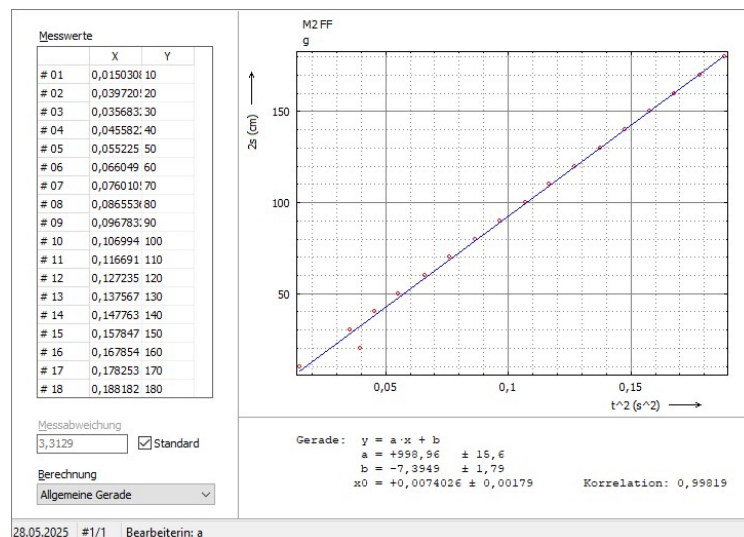 M2 FF
g
Messwerte
X Y
# 01 0,0150308 10
# 02 0,039720 20
# 03 0,035683 30
# 04 0,045582 40
# 05 0,055225 50
# 06 0,066049 60
# 07 0,076010 70
# 08 0,086553 80
# 09 0,096783 90
# 10 0,106994 100
# 11 0,116691 110
# 12 0,127235 120
# 13 0,137567 130
# 14 0,147763 140
# 15 0,157847 150
# 16 0,167854 160
# 17 0,178253 170
# 18 0,188182 180
Messabweichung
3,3129 Standard
Berechnung
Allgemeine Gerade
2s (cm)
150
100
50
0,05 0,1 0,15
t^2 (s^2)
Gerade: y = a·x + b
a = +998,96 ± 15,6
b = -7,3949 ± 1,79
x0 = +0,0074026 ± 0,00179 Korrelation: 0,99819
28.05.2025 #1/1 Bearbeiterin: a